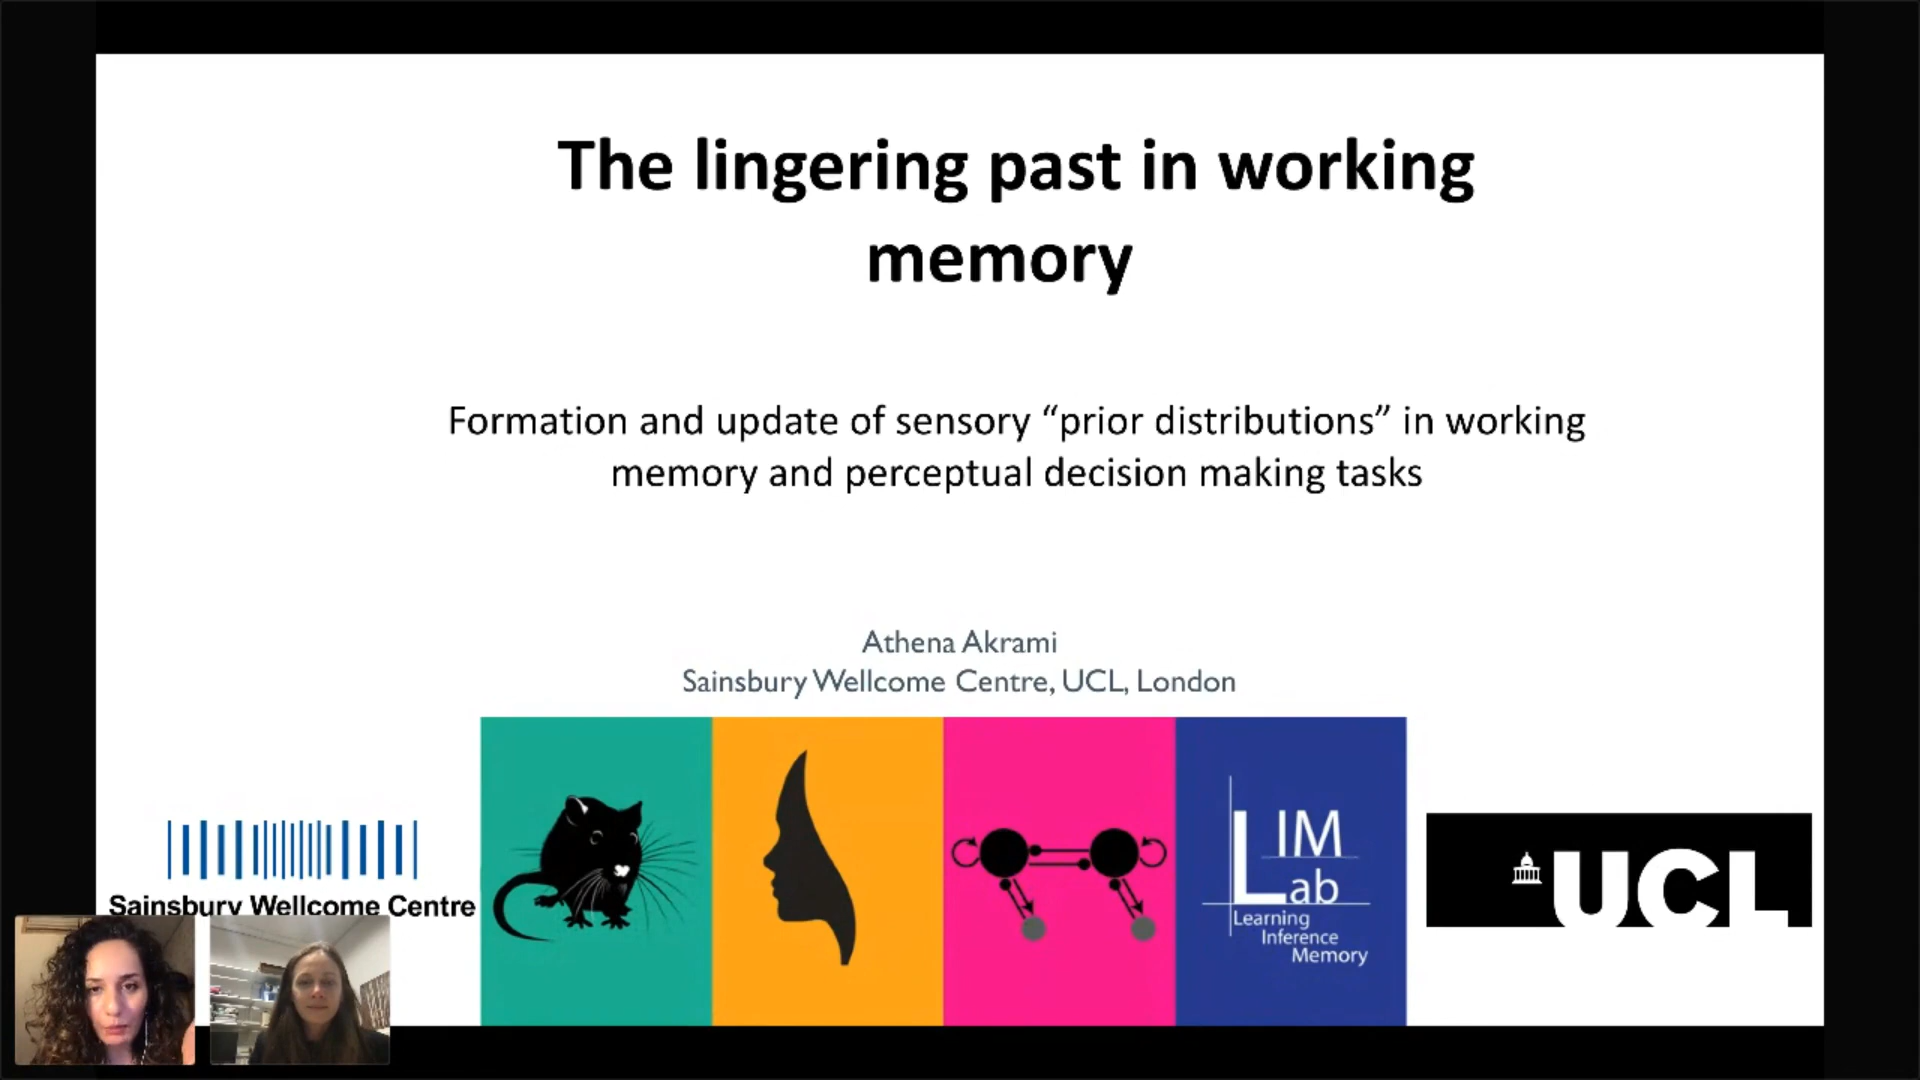 The lingering past in working
memory
Formation and update of sensory “prior distributions” in working
memory and perceptual decision making tasks
Athena Akrami
Sainsbury Wellcome Centre, UCL, London
Sainsbury Wellcome Centre
LIM
Lab
Learning
Inference
Memory
UCL